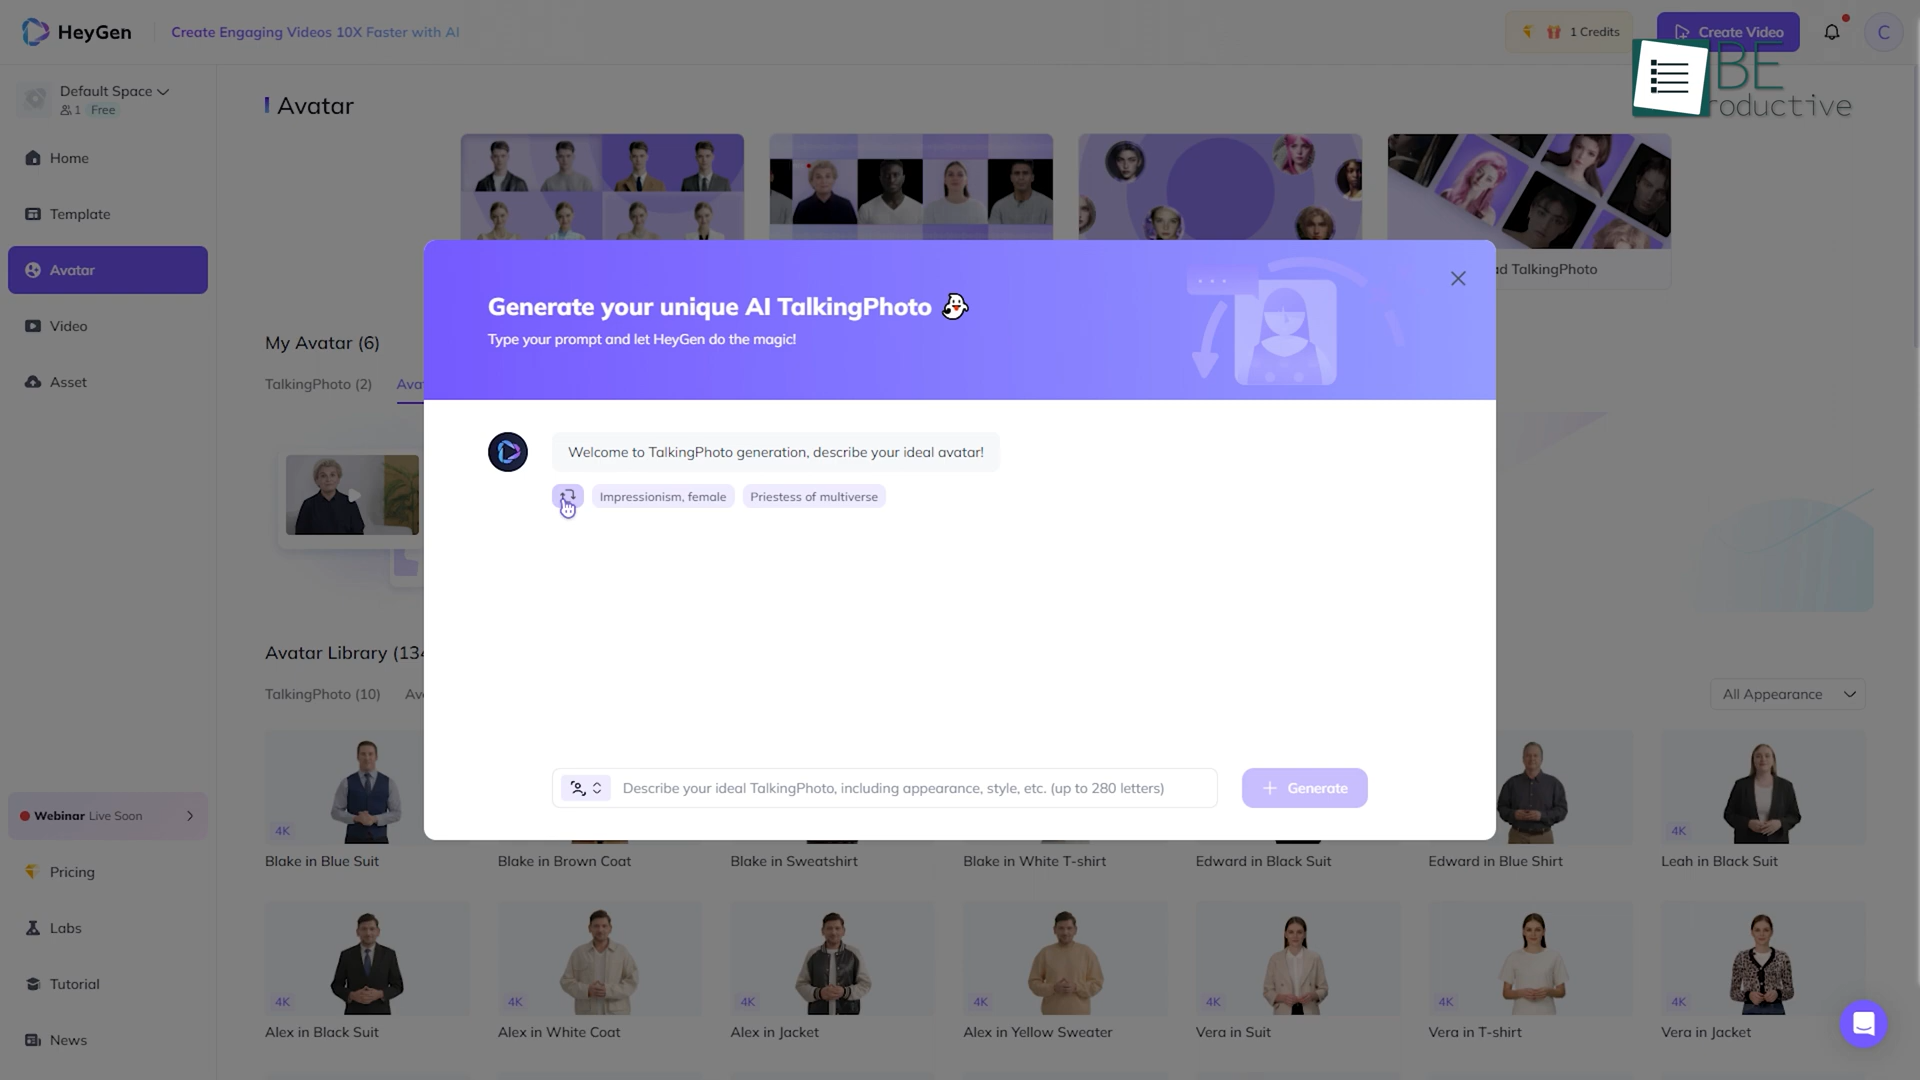 HeyGen
Create Engaging Videos 10X Faster with AI
1 Credits
Create Video
C
BE
roductive
Default Space
1 Free
Home
Template
Avatar
Video
Asset
Webinar Live Soon
Pricing
Labs
Tutorial
News
Avatar
ad TalkingPhoto
My Avatar (6)
TalkingPhoto (2) Ava
Generate your unique AI TalkingPhoto
Type your prompt and let HeyGen do the magic!
Welcome to TalkingPhoto generation, describe your ideal avatar!
Impressionism, female
Priestess of multiverse
Describe your ideal TalkingPhoto, including appearance, style, etc. (up to 280 letters)
Generate
Avatar Library (134
TalkingPhoto (10) Av
All Appearance
4K
4K
Blake in Blue Suit
Blake in Brown Coat
Blake in Sweatshirt
Blake in White T-shirt
Edward in Black Suit
Edward in Blue Shirt
Leah in Black Suit
4K
4K
4K
4K
4K
4K
4K
Alex in Black Suit
Alex in White Coat
Alex in Jacket
Alex in Yellow Sweater
Vera in Suit
Vera in T-shirt
Vera in Jacket